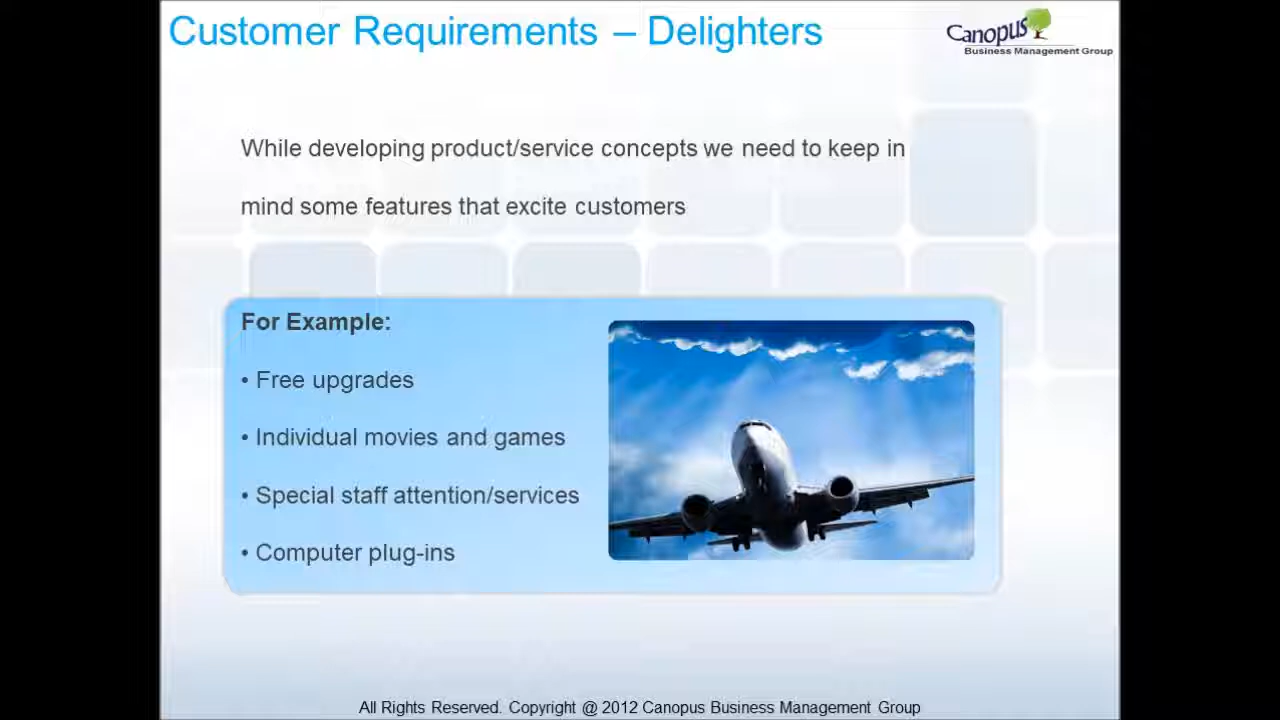 Customer Requirements – Delighters
Canopus
Business Management Group
While developing product/service concepts we need to keep in
mind some features that excite customers
For Example:
• Free upgrades
• Individual movies and games
• Special staff attention/services
• Computer plug-ins
All Rights Reserved. Copyright @ 2012 Canopus Business Management Group